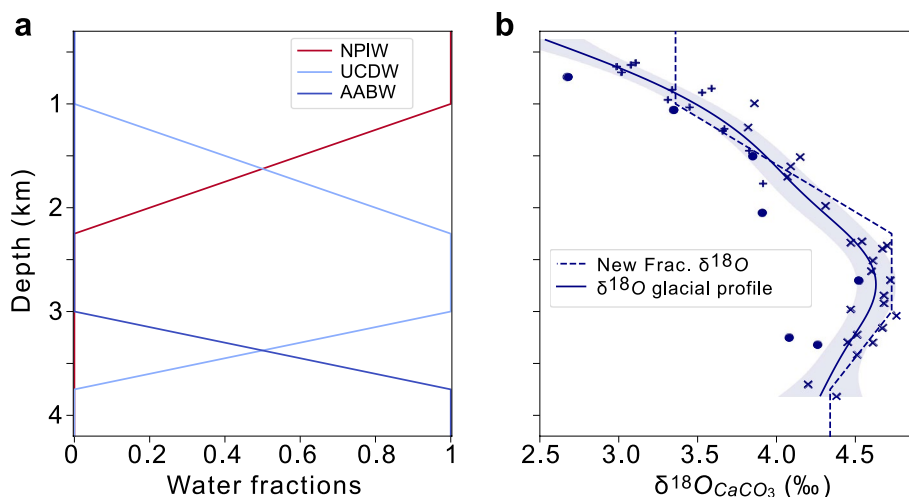 a
b
NPIW
UCDW
AABW
1
2
3
4
Depth (km)
0 0.2 0.4 0.6 0.8 1
Water fractions
New Frac. δ¹⁸O
δ¹⁸O glacial profile
2.5 3.0 3.5 4.0 4.5
δ¹⁸O_CaCO₃ (‰)